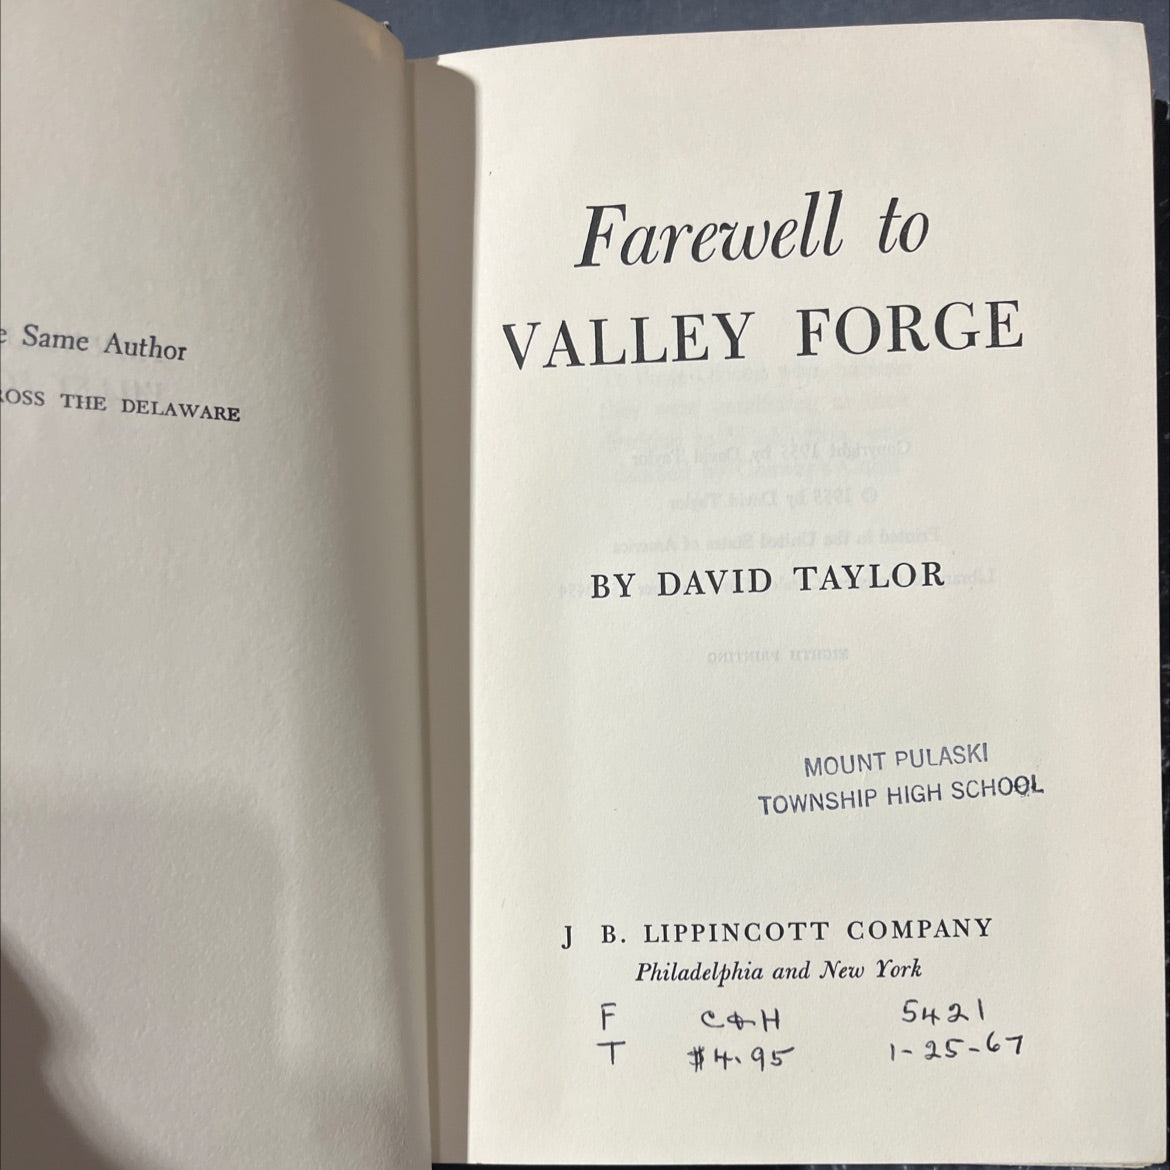 Same Author
THE DELAWARE
Farewell to
VALLEY FORGE
BY DAVID TAYLOR
MOUNT PULASKI
TOWNSHIP HIGH SCHOOL
J B. LIPPINCOTT COMPANY
Philadelphia and New York
F C&H 5421
T $4.95 1-25-67